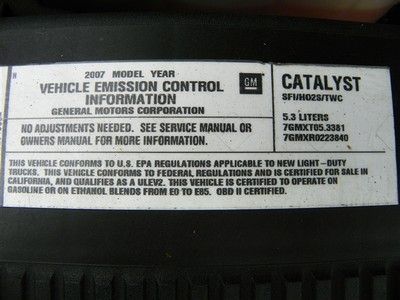 N
2007 MODEL YEAR
VEHICLE EMISSION CONTROL
INFORMATION
GENERAL MOTORS CORPORATION
GM
CATALYST
SFI/HO2S/TWC
NO ADJUSTMENTS NEEDED. SEE SERVICE MANUAL OR
OWNERS MANUAL FOR MORE INFORMATION
5.3 LITERS
7GMXT05.3381
7GMXR0223840
THIS VEHICLE CONFORMS TO U.S. EPA REGULATIONS APPLICABLE TO NEW LIGHT-DUTY
TRUCKS. THIS VEHICLE CONFORMS TO FEDERAL REGULATIONS AND IS CERTIFIED FOR SALE IN
CALIFORNIA, AND QUALIFIES AS A ULEV2. THIS VEHICLE IS CERTIFIED TO OPERATE ON
GASOLINE OR ON ETHANOL BLENDS FROM E0 TO E85. OBD II CERTIFIED.